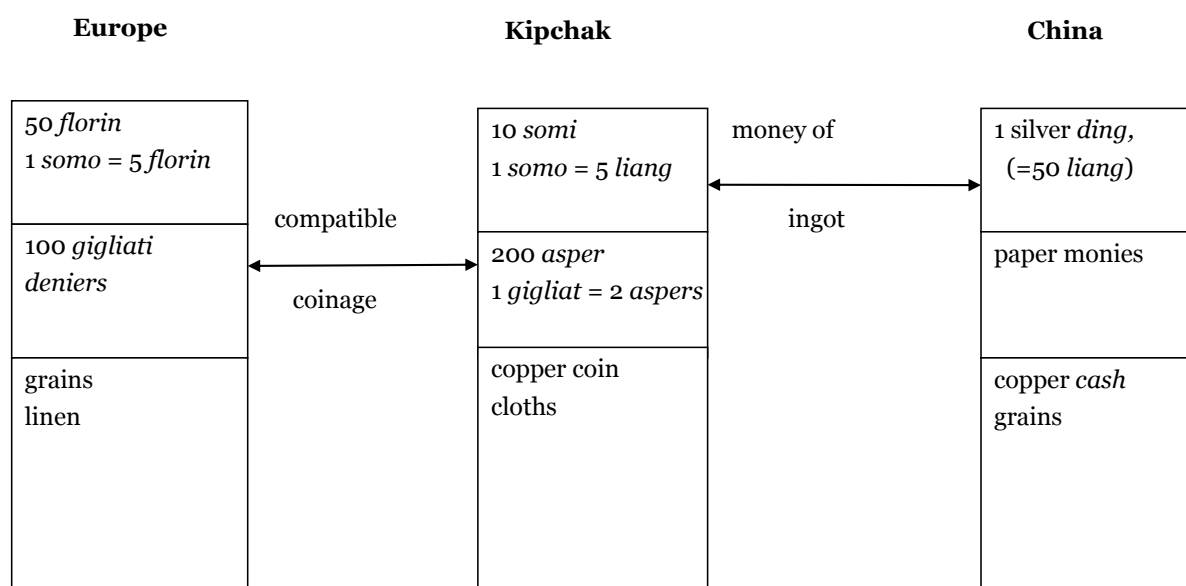 Europe
Kipchak
China
50 florin
1 somo = 5 florin
100 gigliati
deniers
grains
linen
compatible
coinage
10 somi
1 somo = 5 liang
200 asper
1 gigliat = 2 aspers
copper coin
cloths
money of
ingot
1 silver ding,
(=50 liang)
paper monies
copper cash
grains